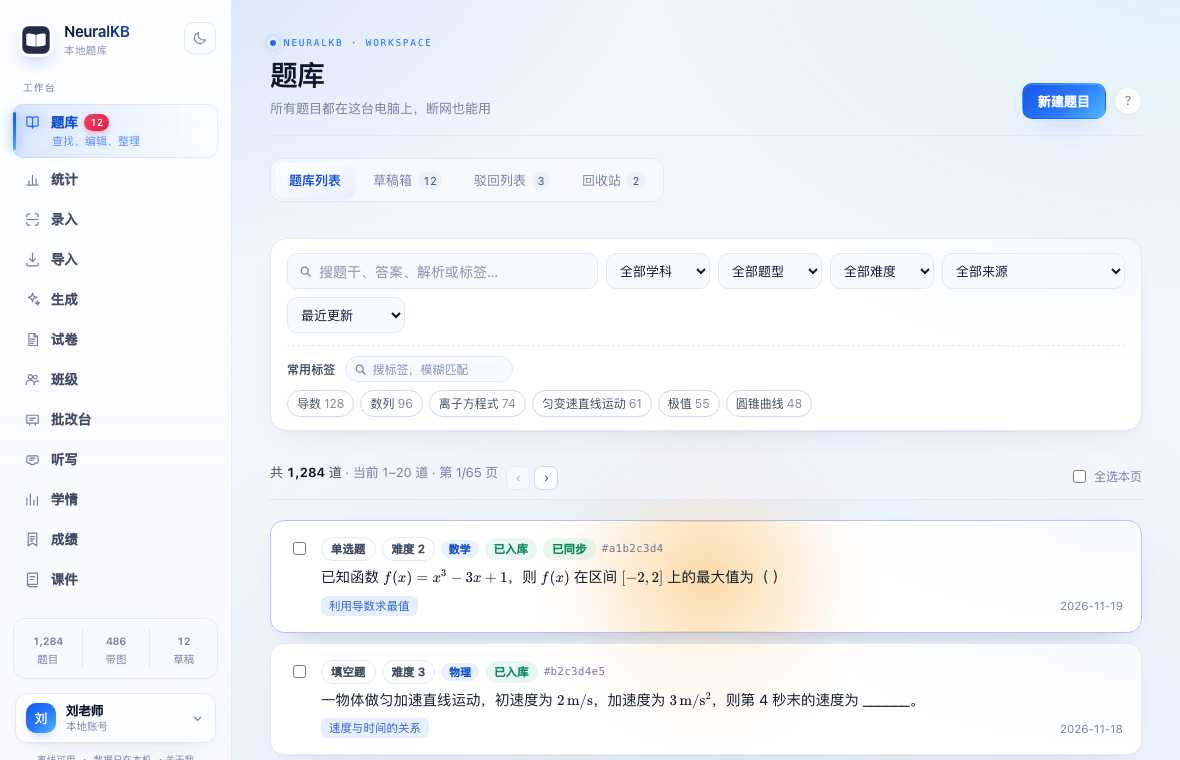 NeuralKB
本地题库
工作台
题库 12
查找、编辑、整理
统计
录入
导入
生成
试卷
班级
批改台
听写
学情
成绩
课件
1,284 486 12
题目 带图 草稿
刘 刘老师
本地账号
离线可用 · 数据只在本机 · 关于我
NEURALKB · WORKSPACE
题库
所有题目都在这台电脑上，断网也能用
新建题目 ?
题库列表 草稿箱 12 驳回列表 3 回收站 2
搜题干、答案、解析或标签... 全部学科 全部题型 全部难度 全部来源
最近更新
常用标签 搜标签，模糊匹配
导数 128 数列 96 离子方程式 74 匀变速直线运动 61 极值 55 圆锥曲线 48
共 1,284 道 · 当前 1–20 道 · 第 1/65 页 ‹ › 全选本页
单选题 难度 2 数学 已入库 已同步 #a1b2c3d4
已知函数 f(x) = x³ − 3x + 1，则 f(x) 在区间 [−2, 2] 上的最大值为（ ）
利用导数求最值 2026-11-19
填空题 难度 3 物理 已入库 #b2c3d4e5
一物体做匀加速直线运动，初速度为 2 m/s，加速度为 3 m/s²，则第 4 秒末的速度为 ______。
速度与时间的关系 2026-11-18